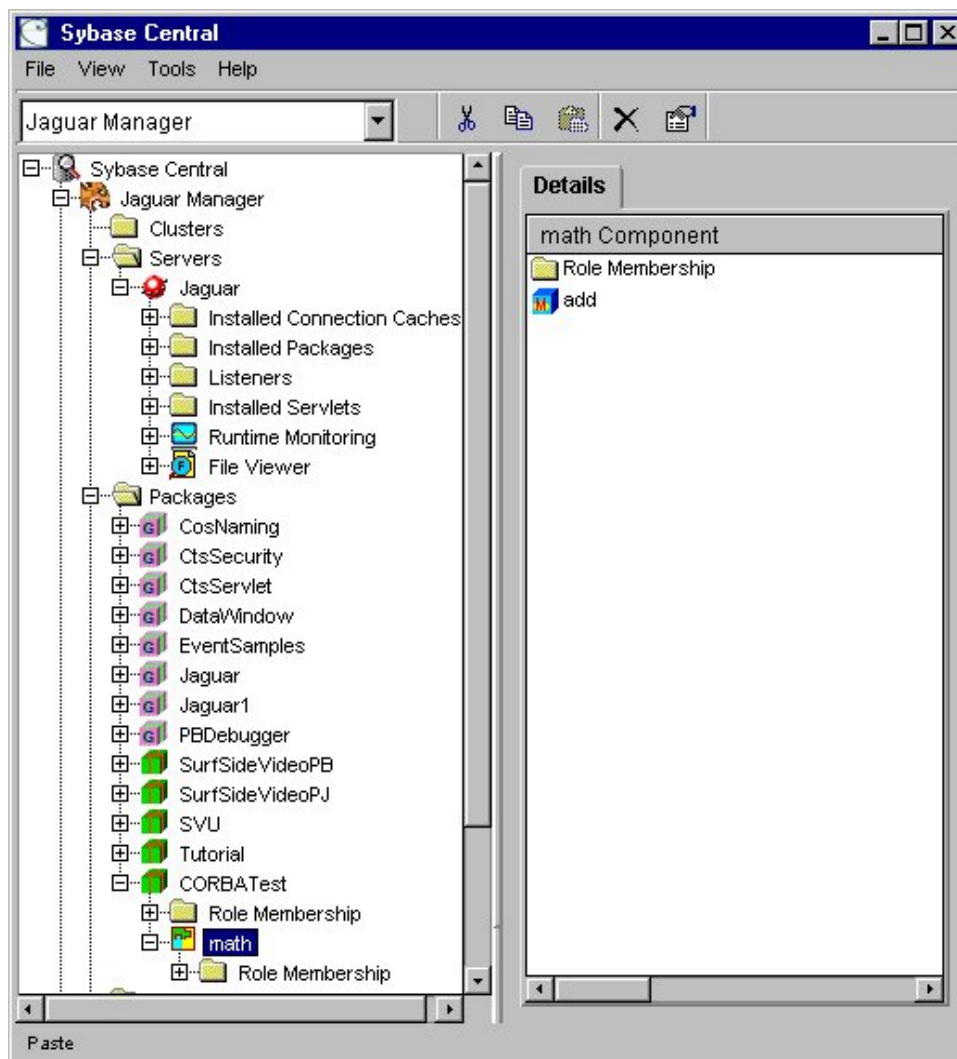 Sybase Central
File View Tools Help
Jaguar Manager
Sybase Central
Jaguar Manager
Clusters
Servers
Jaguar
Installed Connection Caches
Installed Packages
Listeners
Installed Servlets
Runtime Monitoring
File Viewer
Packages
CosNaming
CtsSecurity
CtsServlet
DataWindow
EventSamples
Jaguar
Jaguar1
PBDebugger
SurfSideVideoPB
SurfSideVideoPJ
SVU
Tutorial
CORBATest
Role Membership
math
Role Membership
Details
math Component
Role Membership
add
Paste